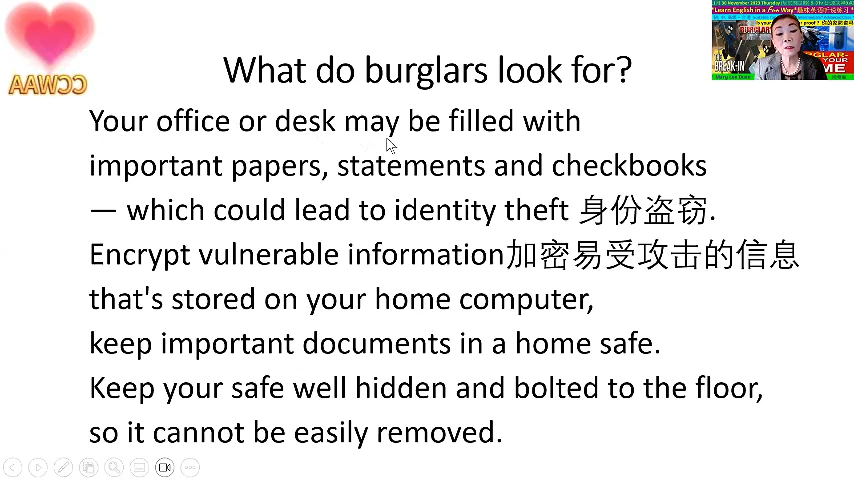 What do burglars look for?
Your office or desk may be filled with
important papers, statements and checkbooks
— which could lead to identity theft 身份盗窃.
Encrypt vulnerable information加密易受攻击的信息
that's stored on your home computer,
keep important documents in a home safe.
Keep your safe well hidden and bolted to the floor,
so it cannot be easily removed.
CCWAA
BREAK-IN